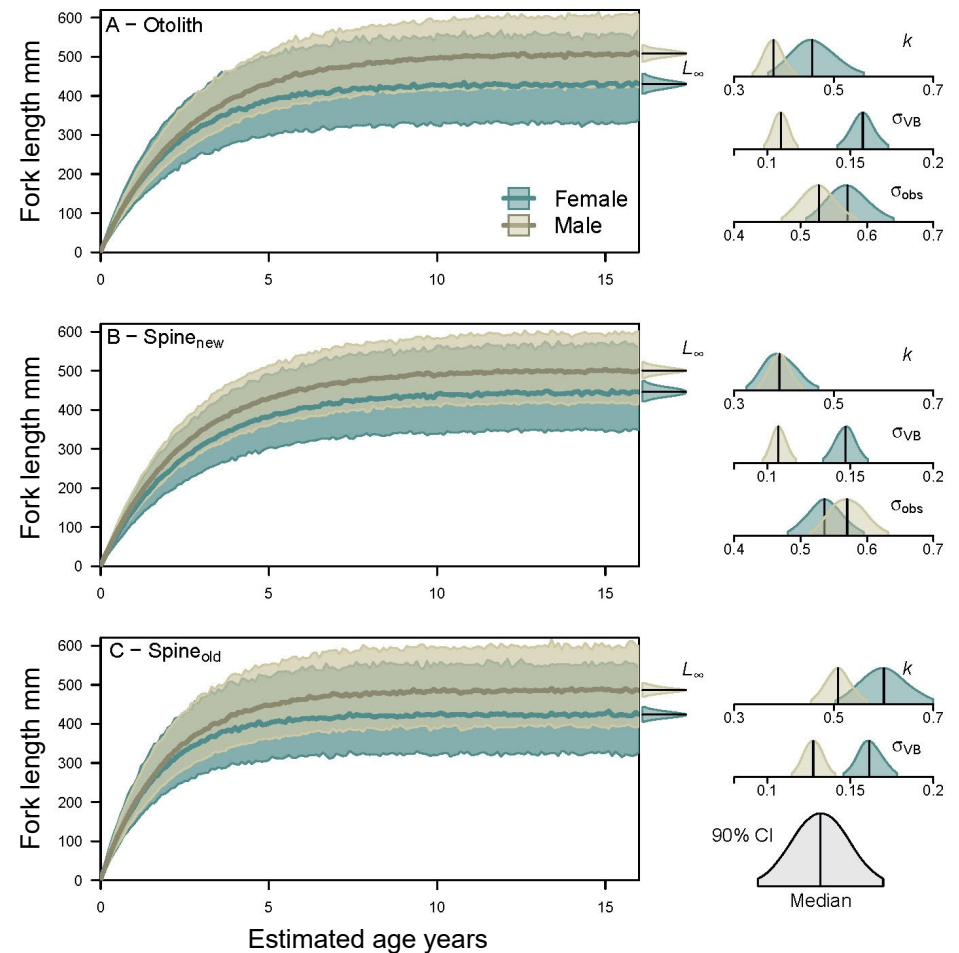 A − Otolith
Fork length mm
600
500
400
300
200
100
0
0 5 10 15
Female
Male
L∞
k
0.3 0.5 0.7
σVB
0.1 0.15 0.2
σobs
0.4 0.5 0.6 0.7
B − Spinenew
Fork length mm
600
500
400
300
200
100
0
0 5 10 15
L∞
k
0.3 0.5 0.7
σVB
0.1 0.15 0.2
σobs
0.4 0.5 0.6 0.7
C − Spineold
Fork length mm
600
500
400
300
200
100
0
0 5 10 15
Estimated age years
L∞
k
0.3 0.5 0.7
σVB
0.1 0.15 0.2
90% CI
Median